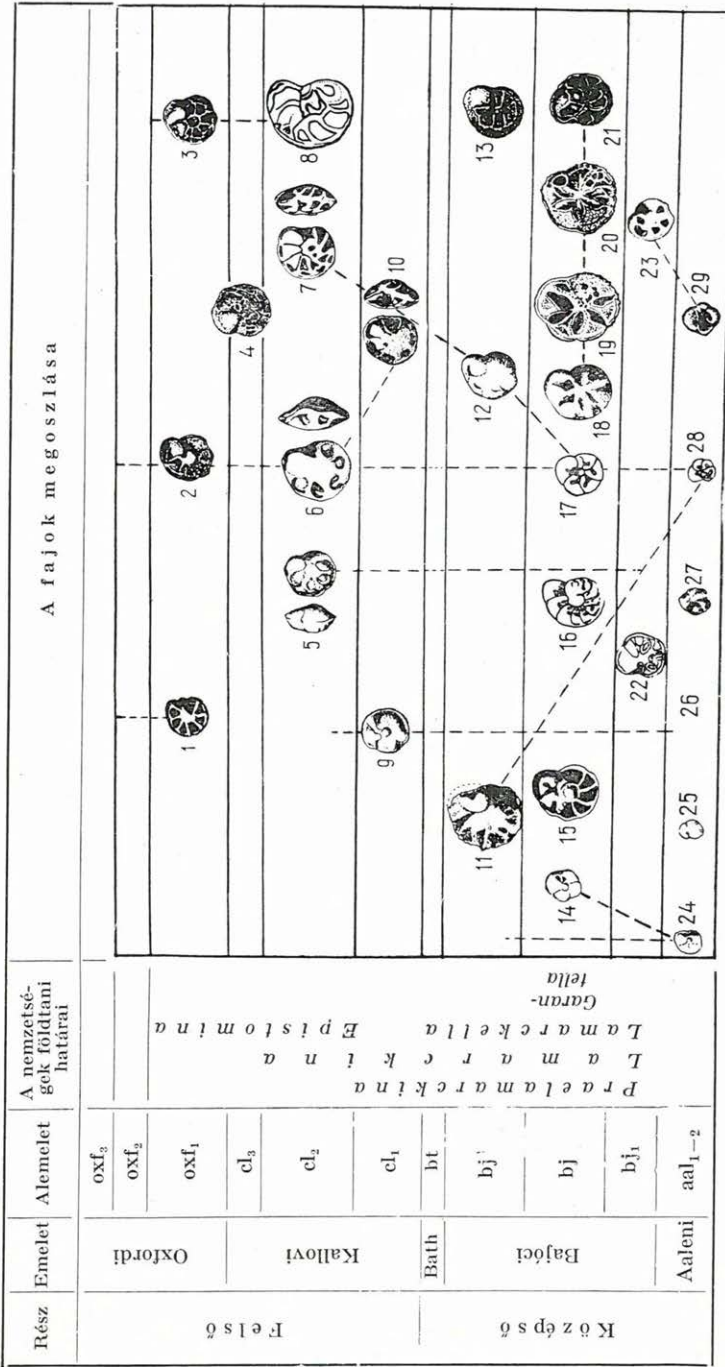 A fajok megoszlása
A nemzetsé-
gek földtani
határai
Alemelet
Emelet
Rész
oxf₃
oxf₂
oxf₁
cl₃
cl₂
cl₁
bt
bj
bj
bj₁
aal₁₋₂
Oxfordi
Kallovi
Bath
Bajóci
Aaleni
Felső
Középső
Praelamarckina
Lamarckina
Lamarckella
Epistomina
Garan-
tella
1
2
3
4
5
6
7
8
9
10
11
12
13
14
15
16
17
18
19
20
21
22
23
24
25
26
27
28
29